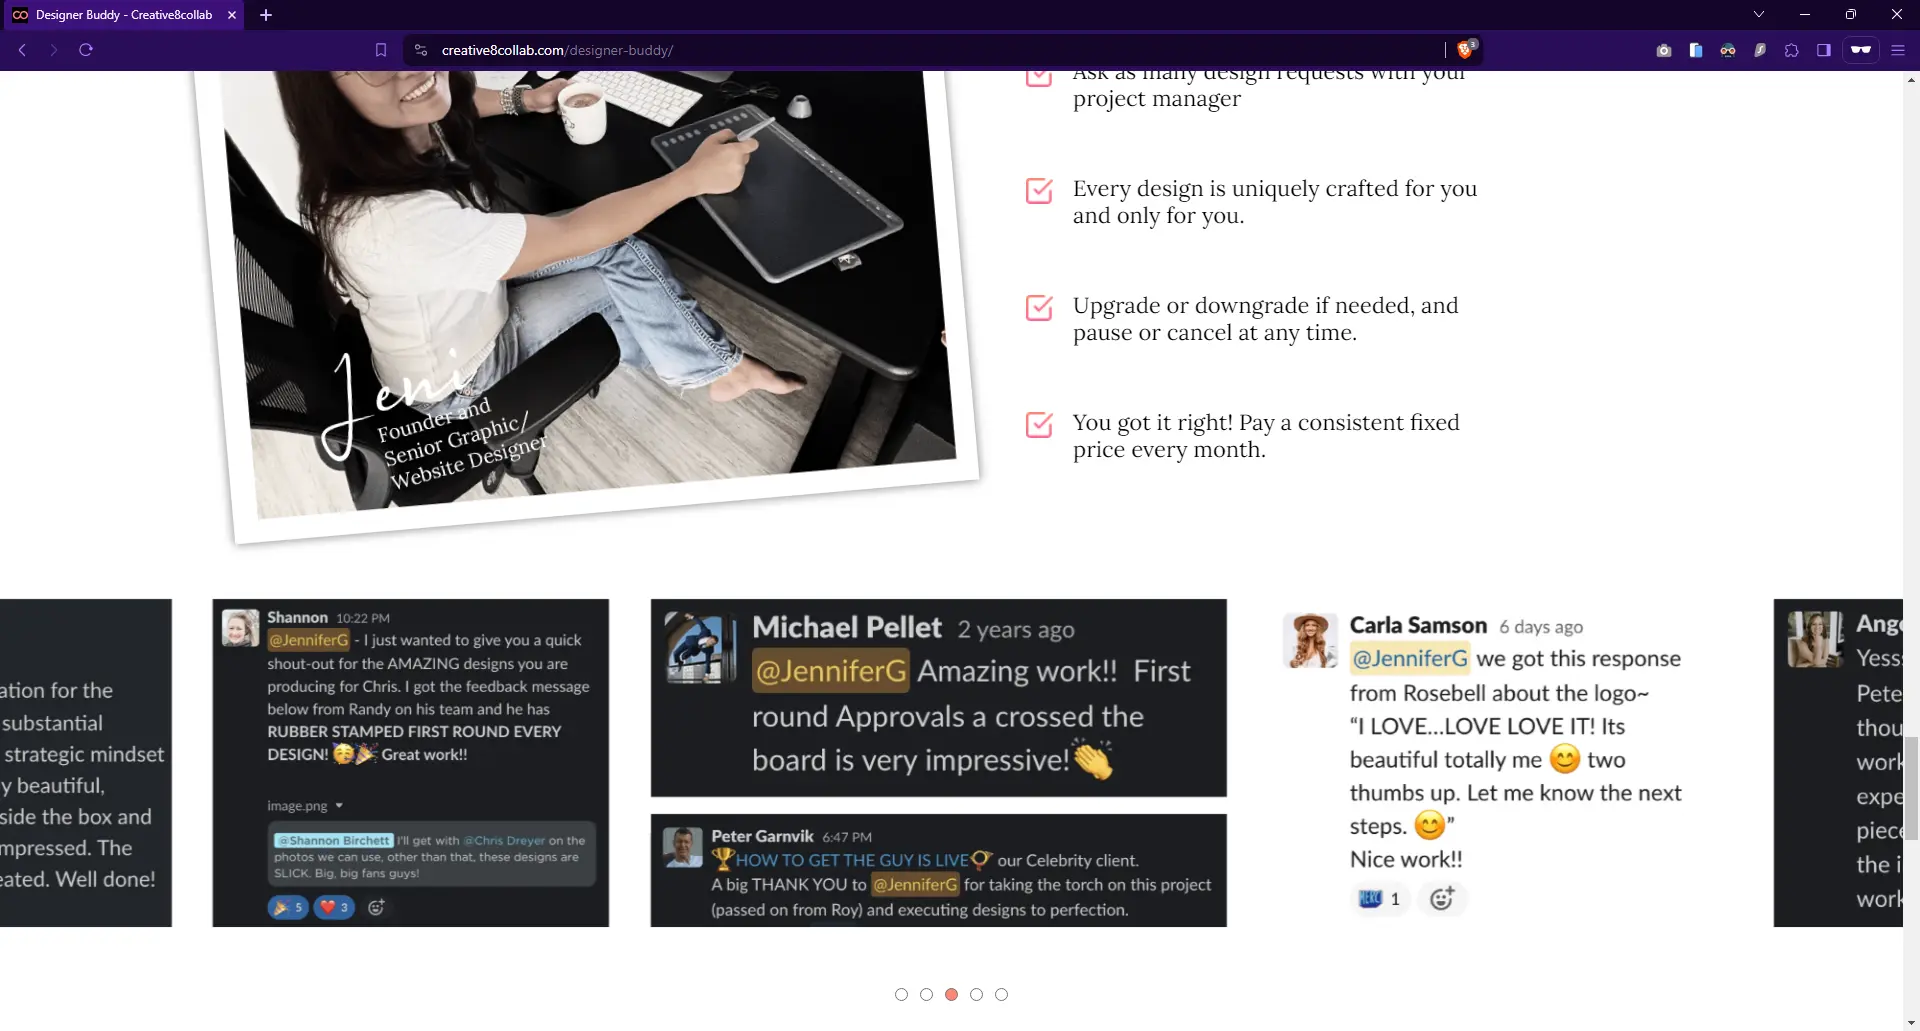 Designer Buddy - Creative8collab
creative8collab.com/designer-buddy/
3
Ask as many design requests with your
project manager
Every design is uniquely crafted for you
and only for you.
Upgrade or downgrade if needed, and
pause or cancel at any time.
You got it right! Pay a consistent fixed
price every month.
Jeni
Founder and
Senior Graphic/
Website Designer
ation for the
substantial
strategic mindset
y beautiful,
side the box and
mpressed. The
eated. Well done!
Shannon 10:22 PM
@JenniferG - I just wanted to give you a quick
shout-out for the AMAZING designs you are
producing for Chris. I got the feedback message
below from Randy on his team and he has
RUBBER STAMPED FIRST ROUND EVERY
DESIGN! 🥳🎉 Great work!!
image.png
@Shannon Birchett I'll get with @Chris Dreyer on the
photos we can use, other than that, these designs are
SLICK. Big, big fans guys!
🎉 5 ❤️ 3
Michael Pellet 2 years ago
@JenniferG Amazing work!! First
round Approvals a crossed the
board is very impressive!👏
Peter Garnvik 6:47 PM
🏆HOW TO GET THE GUY IS LIVE our Celebrity client.
A big THANK YOU to @JenniferG for taking the torch on this project
(passed on from Roy) and executing designs to perfection.
Carla Samson 6 days ago
@JenniferG we got this response
from Rosebell about the logo~
“I LOVE...LOVE LOVE IT! Its
beautiful totally me 😊 two
thumbs up. Let me know the next
steps. 😊”
Nice work!!
MERCI 1
Ange
Yess
Pete
thou
work
expe
piece
the i
work